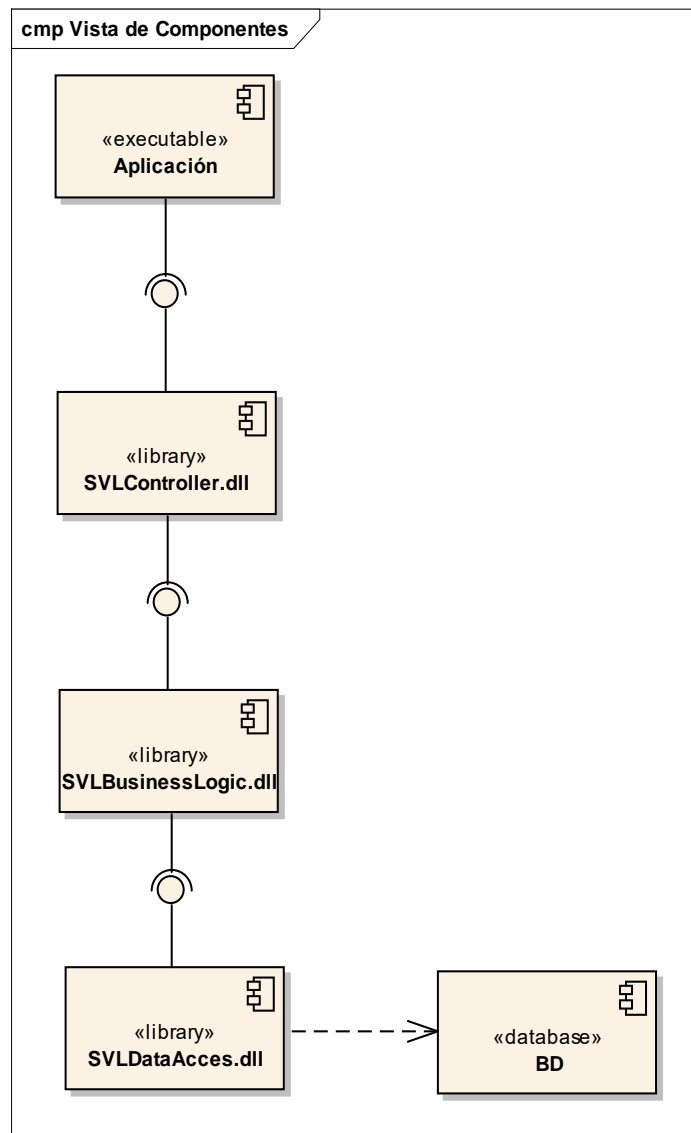 cmp Vista de Componentes
«executable»
Aplicación
«library»
SVLController.dll
«library»
SVLBusinessLogic.dll
«library»
SVLDataAcces.dll
«database»
BD